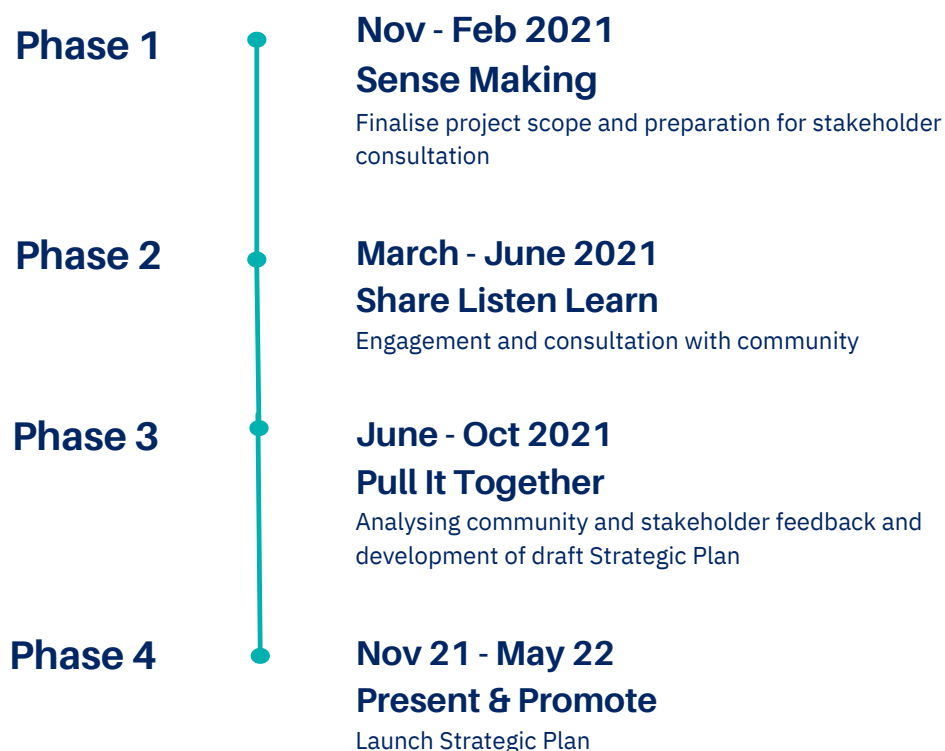 Phase 1
Nov - Feb 2021
Sense Making
Finalise project scope and preparation for stakeholder
consultation
Phase 2
March - June 2021
Share Listen Learn
Engagement and consultation with community
Phase 3
June - Oct 2021
Pull It Together
Analysing community and stakeholder feedback and
development of draft Strategic Plan
Phase 4
Nov 21 - May 22
Present & Promote
Launch Strategic Plan